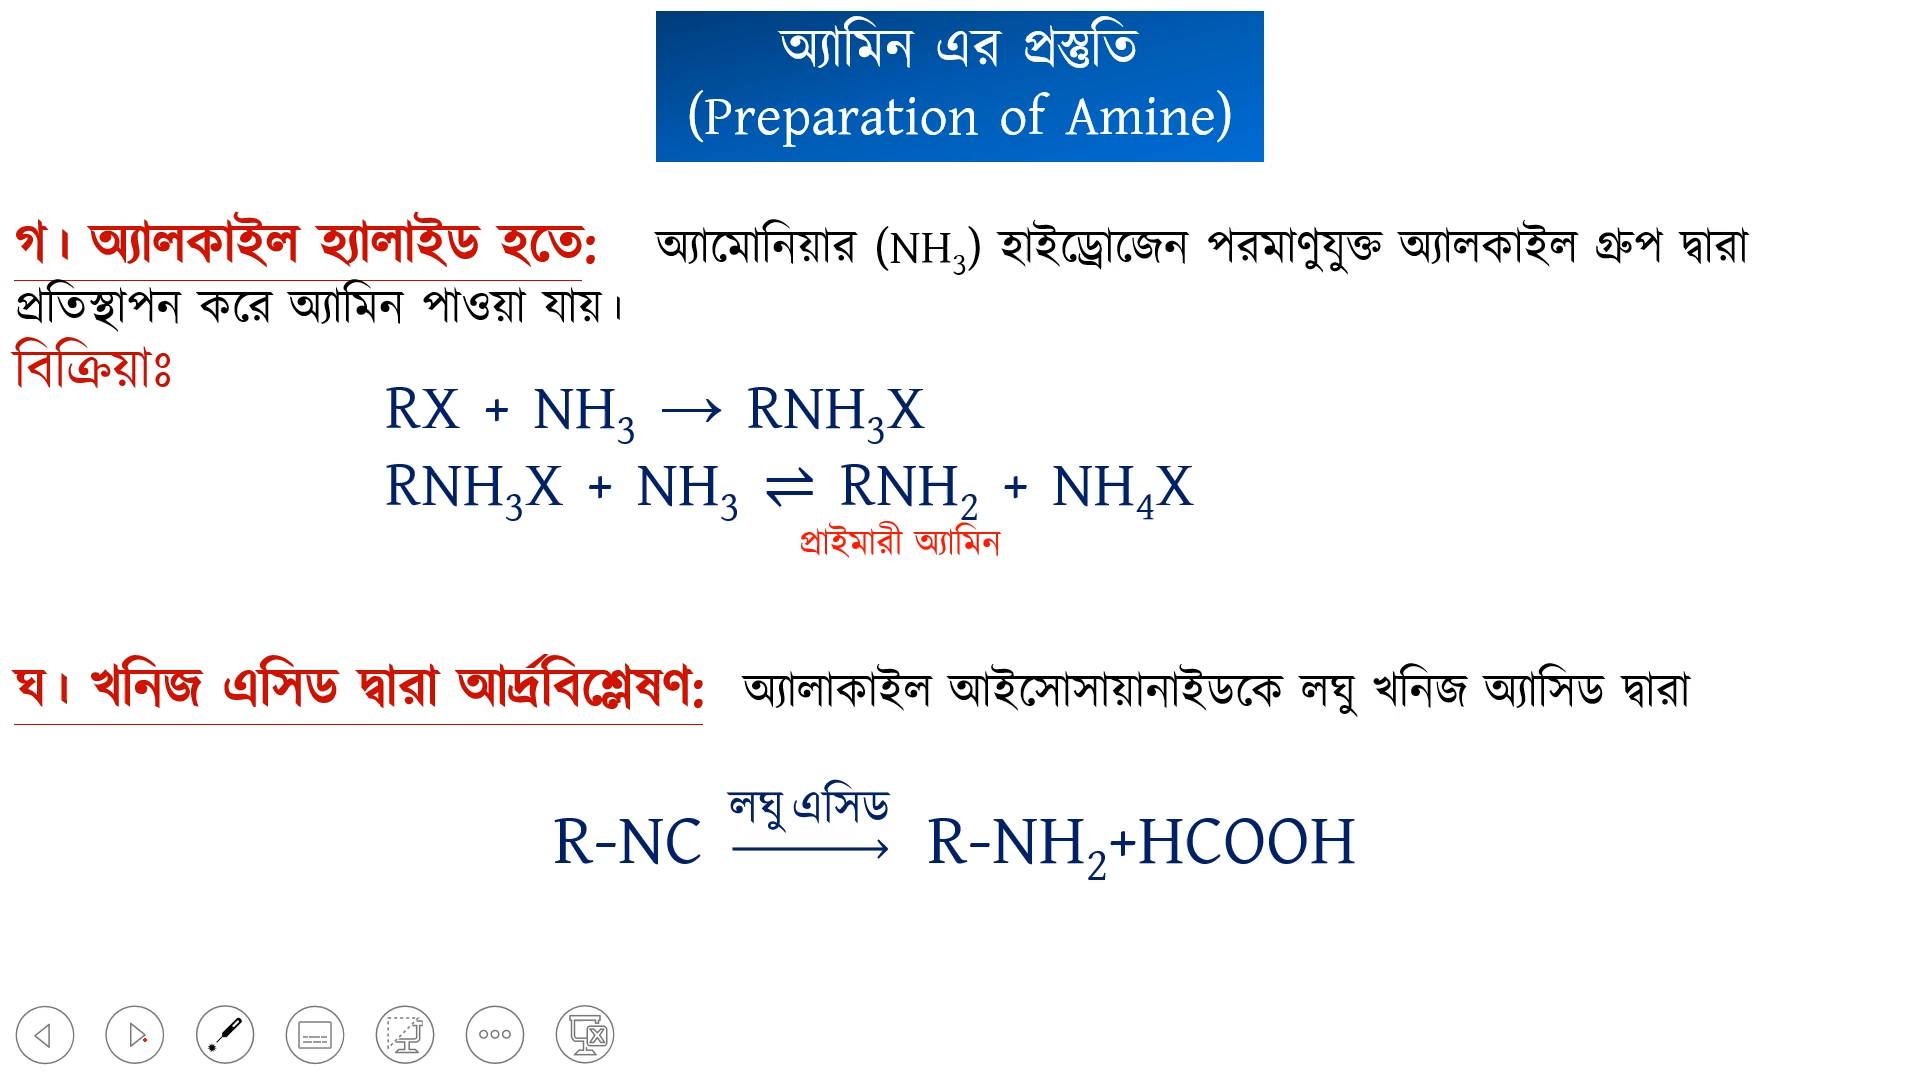 অ্যামিন এর প্রস্তুতি
(Preparation of Amine)
গ। অ্যালকাইল হ্যালাইড হতে: অ্যামোনিয়ার (NH₃) হাইড্রোজেন পরমাণুযুক্ত অ্যালকাইল গ্রুপ দ্বারা
প্রতিস্থাপন করে অ্যামিন পাওয়া যায়।
বিক্রিয়াঃ
RX + NH₃ → RNH₃X
RNH₃X + NH₃ ⇌ RNH₂ + NH₄X
প্রাইমারী অ্যামিন
ঘ। খনিজ এসিড দ্বারা আর্দ্রবিশ্লেষণ: অ্যালাকাইল আইসোসায়ানাইডকে লঘু খনিজ অ্যাসিড দ্বারা
লঘু এসিড
R-NC ⟶ R-NH₂+HCOOH